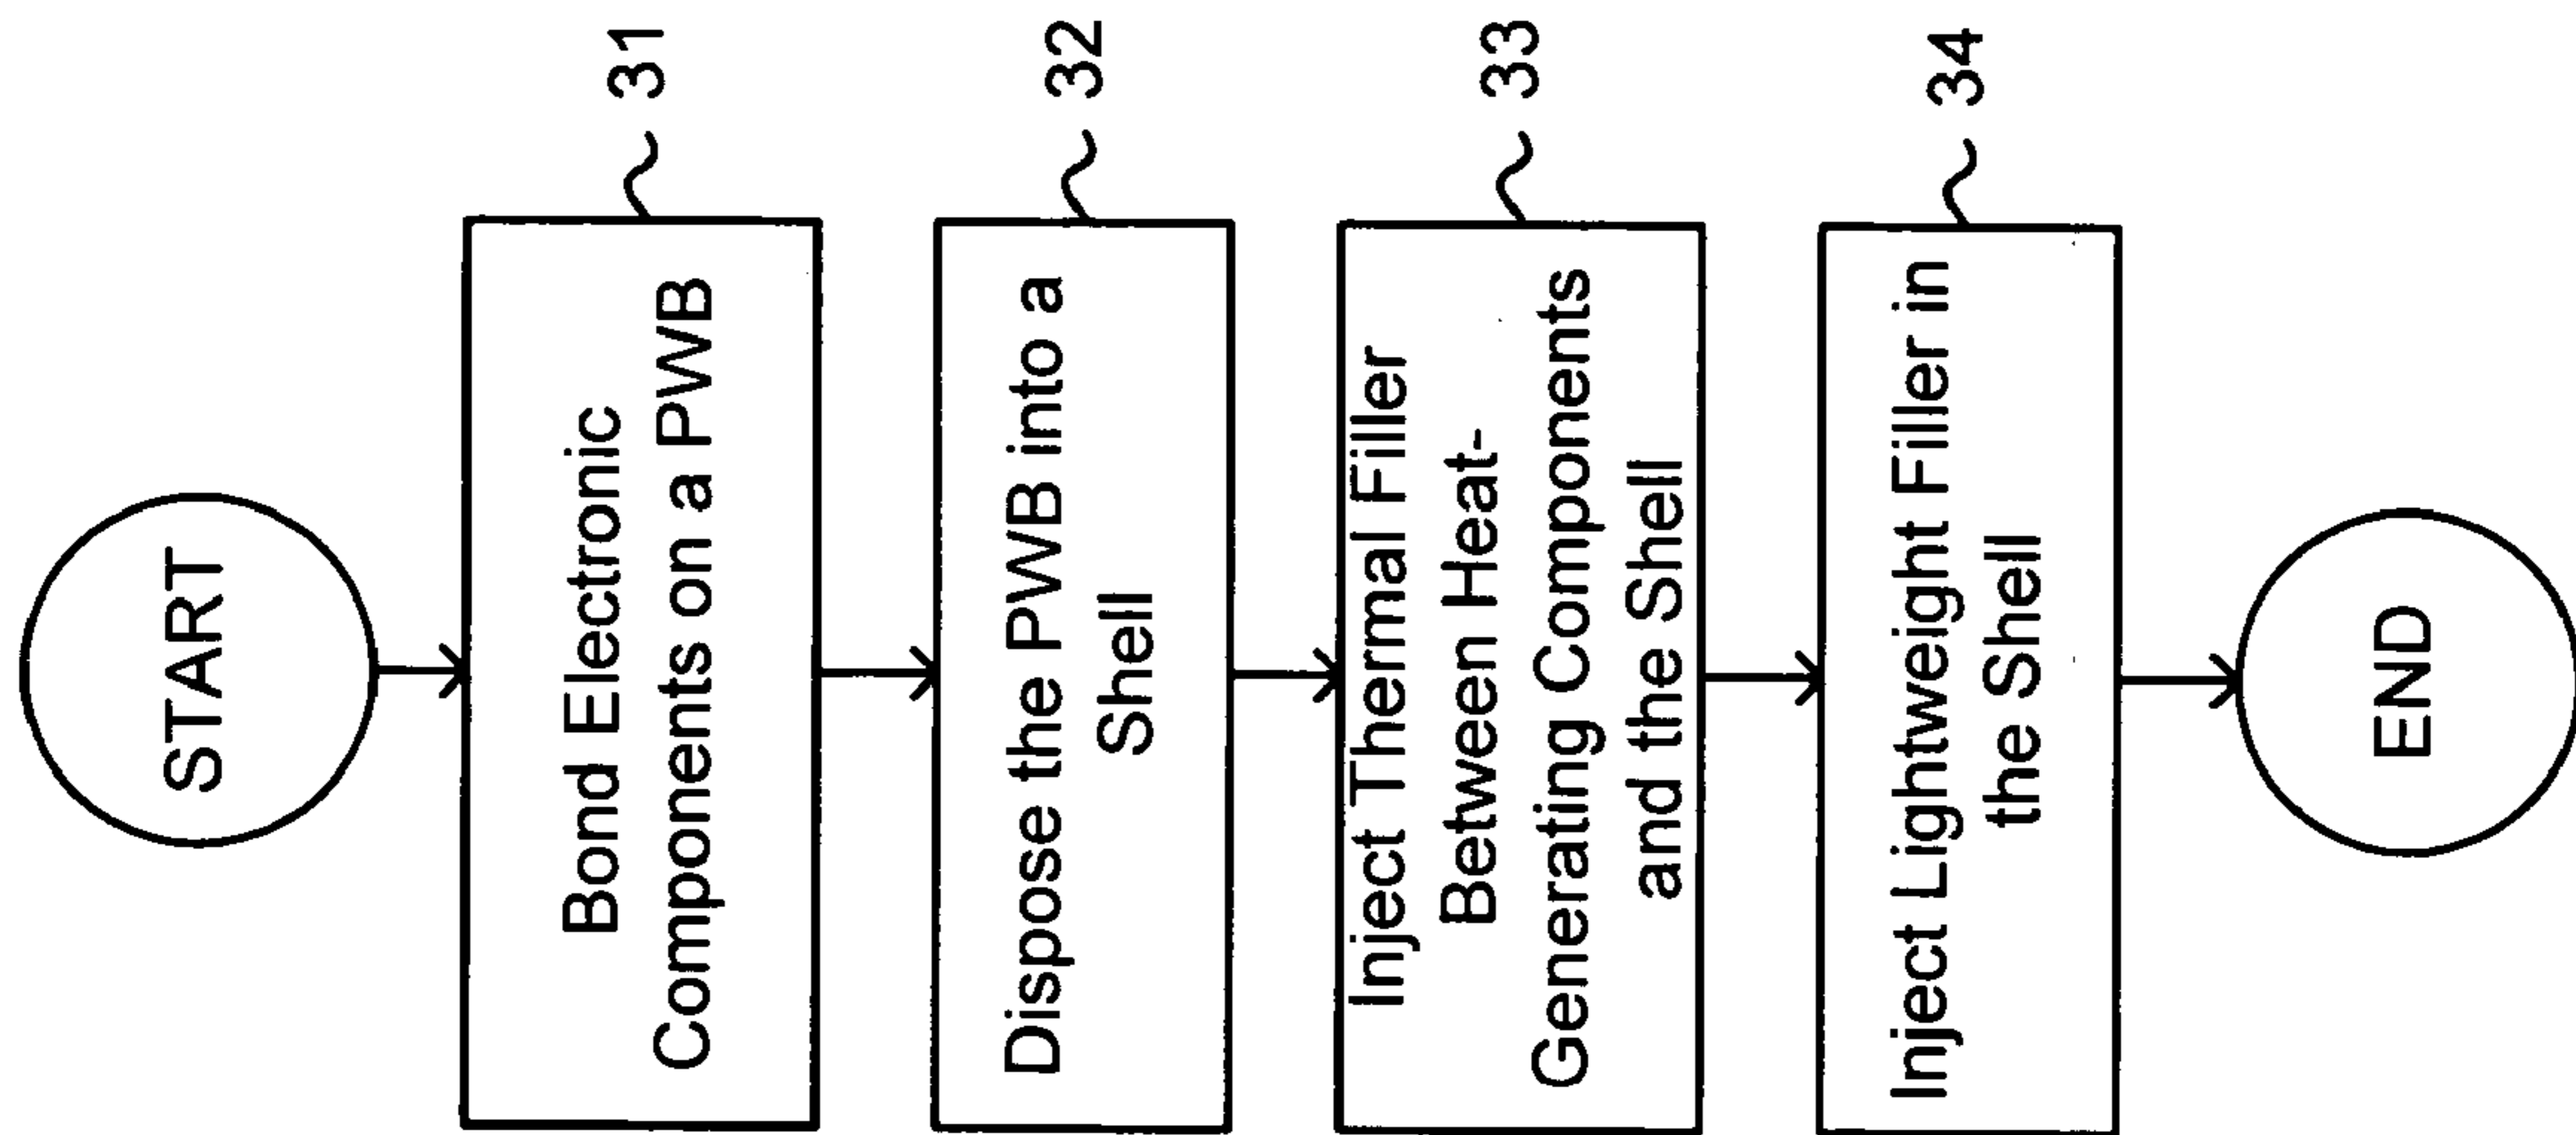 START
Bond Electronic
Components on a PWB
31
Dispose the PWB into a
Shell
32
Inject Thermal Filler
Between Heat-
Generating Components
and the Shell
33
Inject Lightweight Filler in
the Shell
34
END